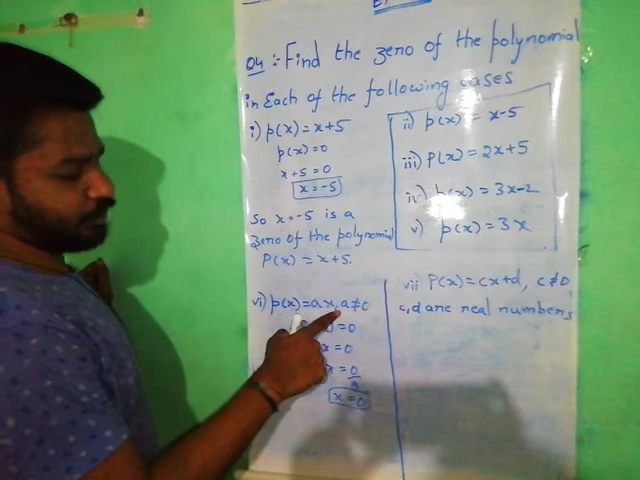 Q4 :- Find the zeno of the polynomial
in Each of the following cases
i) p(x) = x+5
p(x) = 0
x+5 = 0
x = -5
So x = -5 is a
zeno of the polynomial
P(x) = x+5.
ii) p(x) = x-5
iii) P(x) = 2x+5
iv) p(x) = 3x-2
v) p(x) = 3x
vi) p(x) = ax, a≠0
) = 0
x = 0
x = 0/a
x = 0
vii P(x) = cx+d, c≠0,
c,d are real numbers